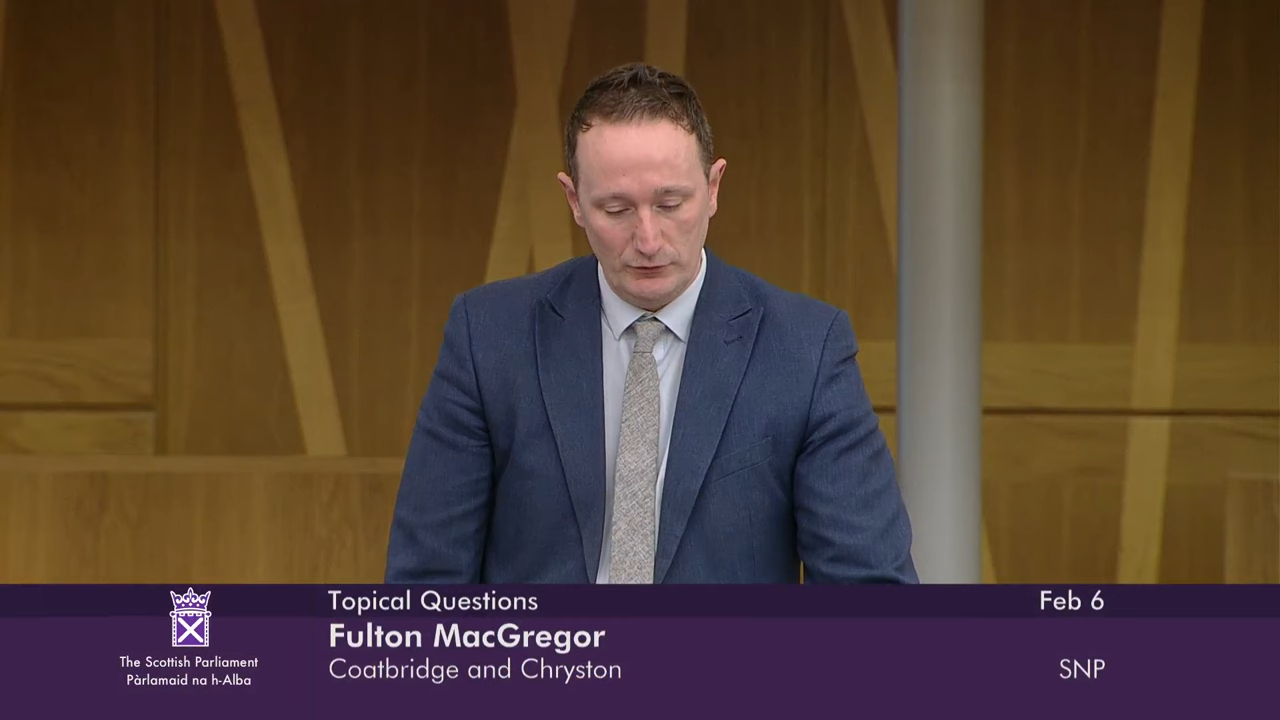 Topical Questions
Feb 6
Fulton MacGregor
Coatbridge and Chryston
SNP
The Scottish Parliament
Pàrlamaid na h-Alba